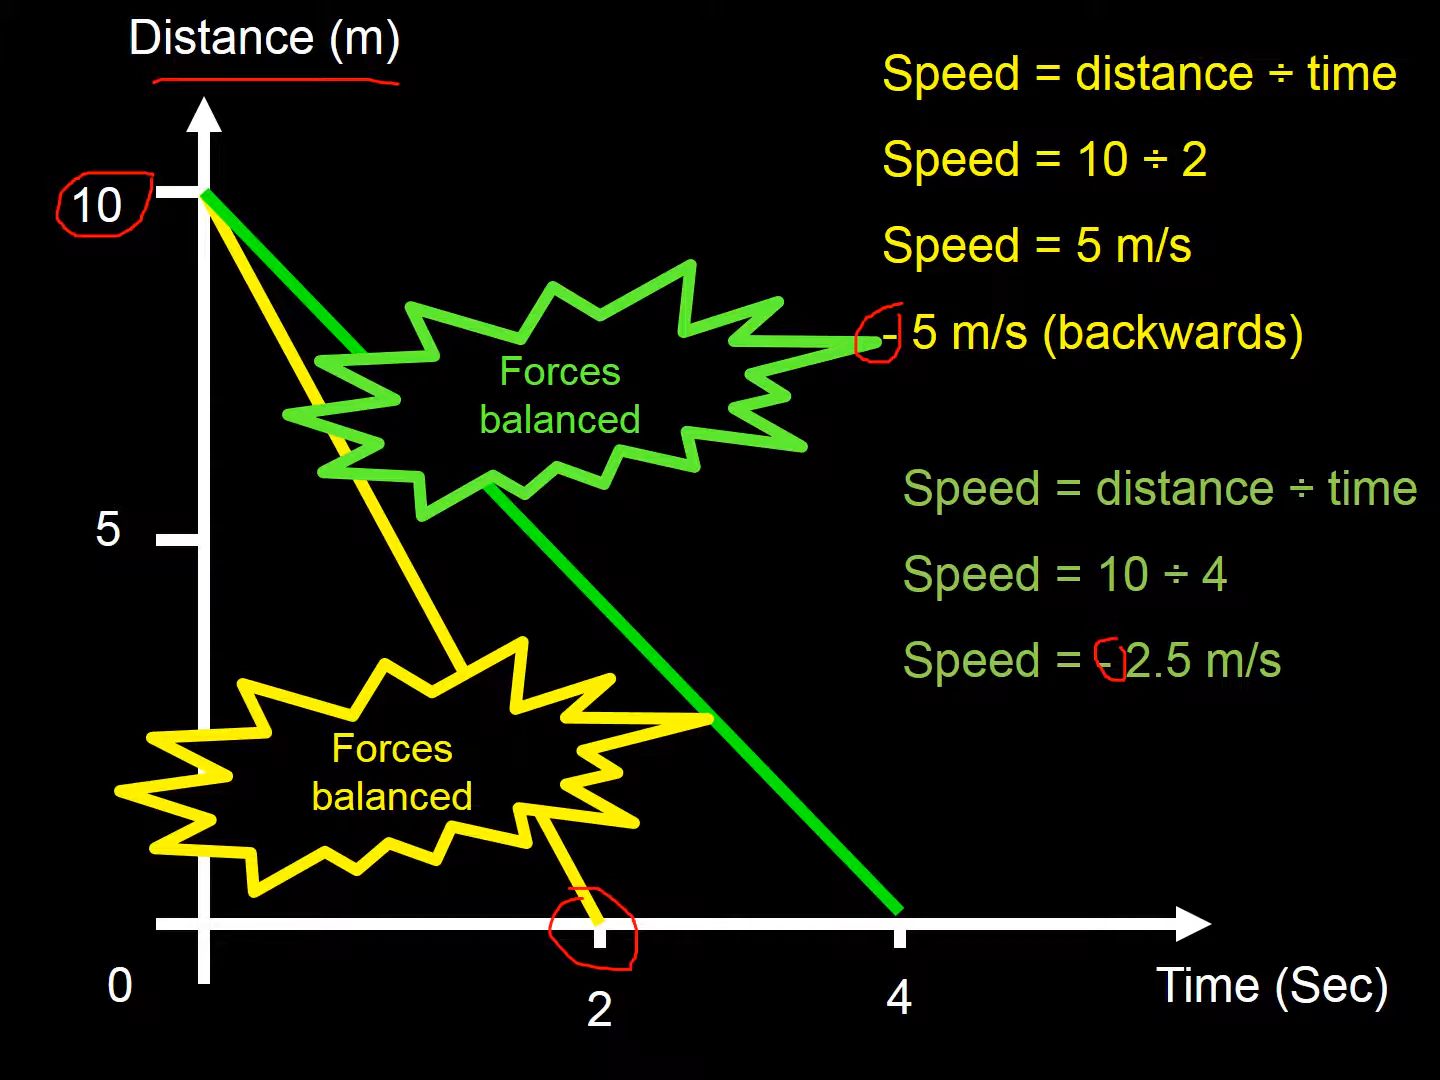 Distance (m)
Speed = distance ÷ time
Speed = 10 ÷ 2
10
Speed = 5 m/s
- 5 m/s (backwards)
Forces
balanced
Speed = distance ÷ time
5
Speed = 10 ÷ 4
Speed = - 2.5 m/s
Forces
balanced
0
2
4
Time (Sec)